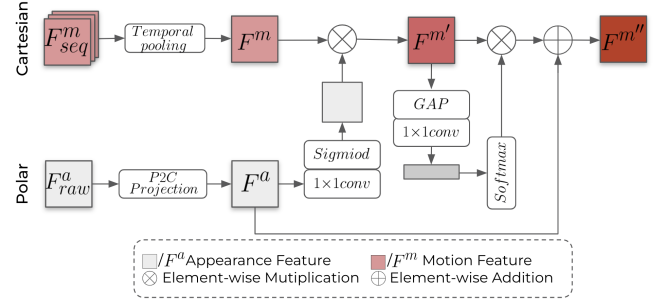 Cartesian
F^m_seq
Temporal
pooling
F^m
F^m'
F^m''
GAP
1×1conv
Sigmiod
1×1conv
Softmax
Polar
F^a_raw
P2C
Projection
F^a
/F^a Appearance Feature
/F^m Motion Feature
Element-wise Mutiplication
Element-wise Addition